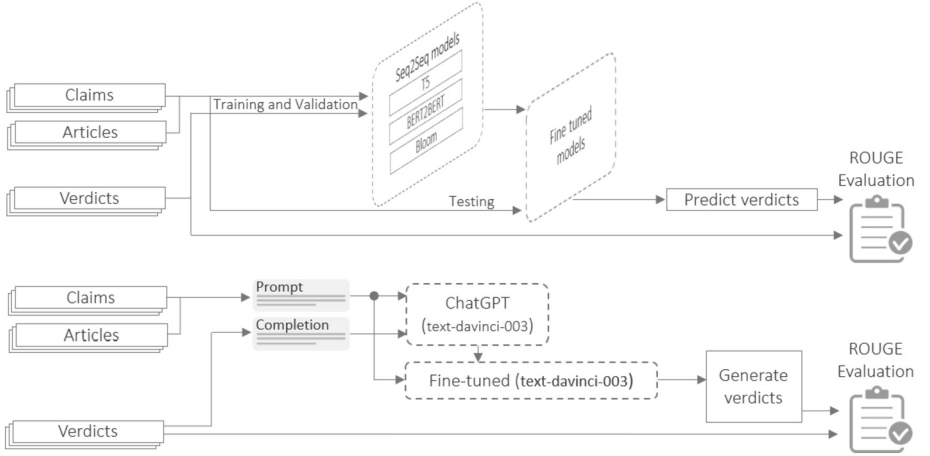 Claims
Articles
Verdicts
Training and Validation
Seq2Seq models
T5
BERT2BERT
Bloom
Testing
Fine tuned
models
Predict verdicts
ROUGE
Evaluation
Claims
Articles
Verdicts
Prompt
Completion
ChatGPT
(text-davinci-003)
Fine-tuned (text-davinci-003)
Generate
verdicts
ROUGE
Evaluation